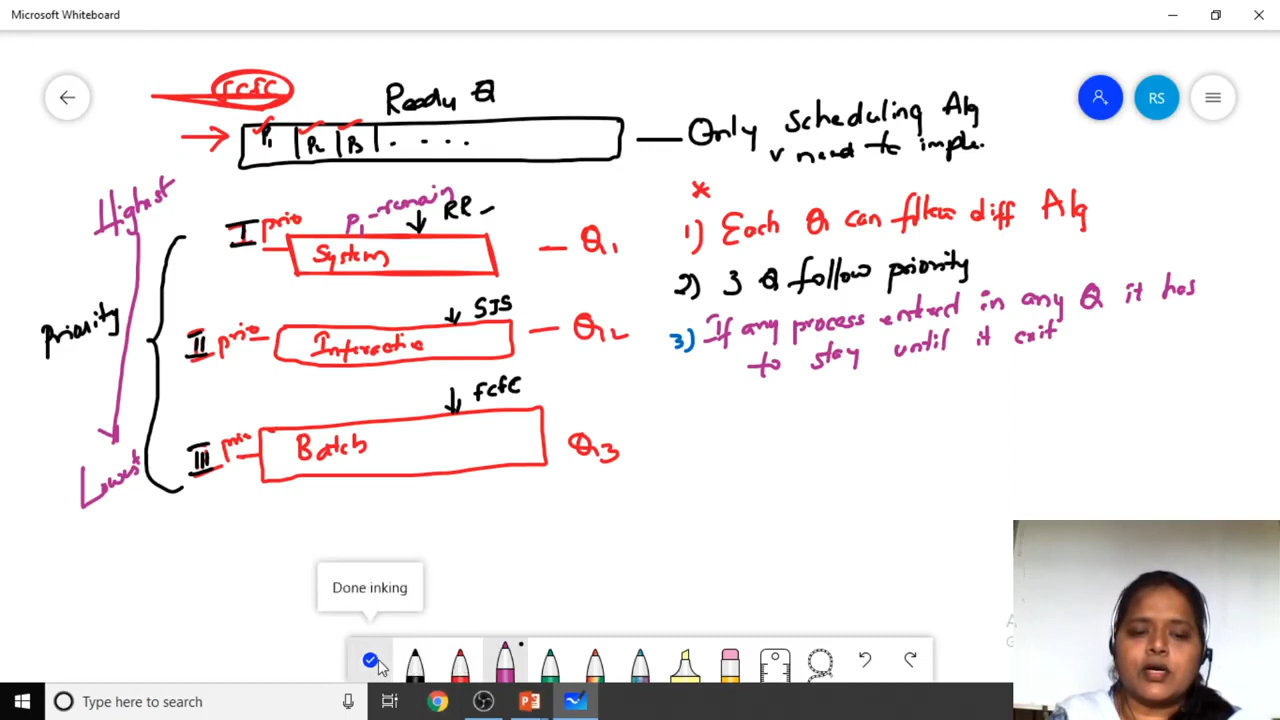 Microsoft Whiteboard
FCFC
Ready Q
P1 P2 P3 . . . .
Only Scheduling Alg
need to imple.
Highest
P1 - remain
RR
I prio
System
Q1
*
1) Each Q can follow diff Alg
2) 3 Q follow priority
3) If any process entered in any Q it has
to stay until it exit
Priority
SJS
II prio
Interactive
Q2
FCFC
III prio
Batch
Q3
Lowest
RS
Done inking
Type here to search